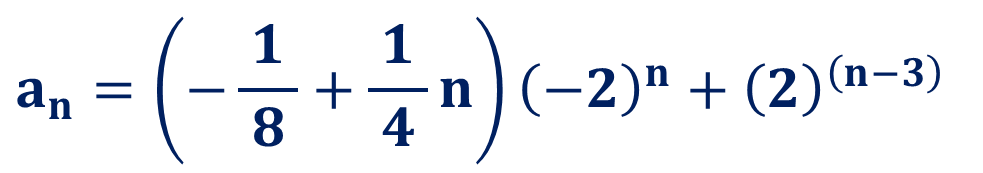 aₙ = (−1/8 + 1/4 n) (−2)ⁿ + (2)⁽ⁿ⁻³⁾